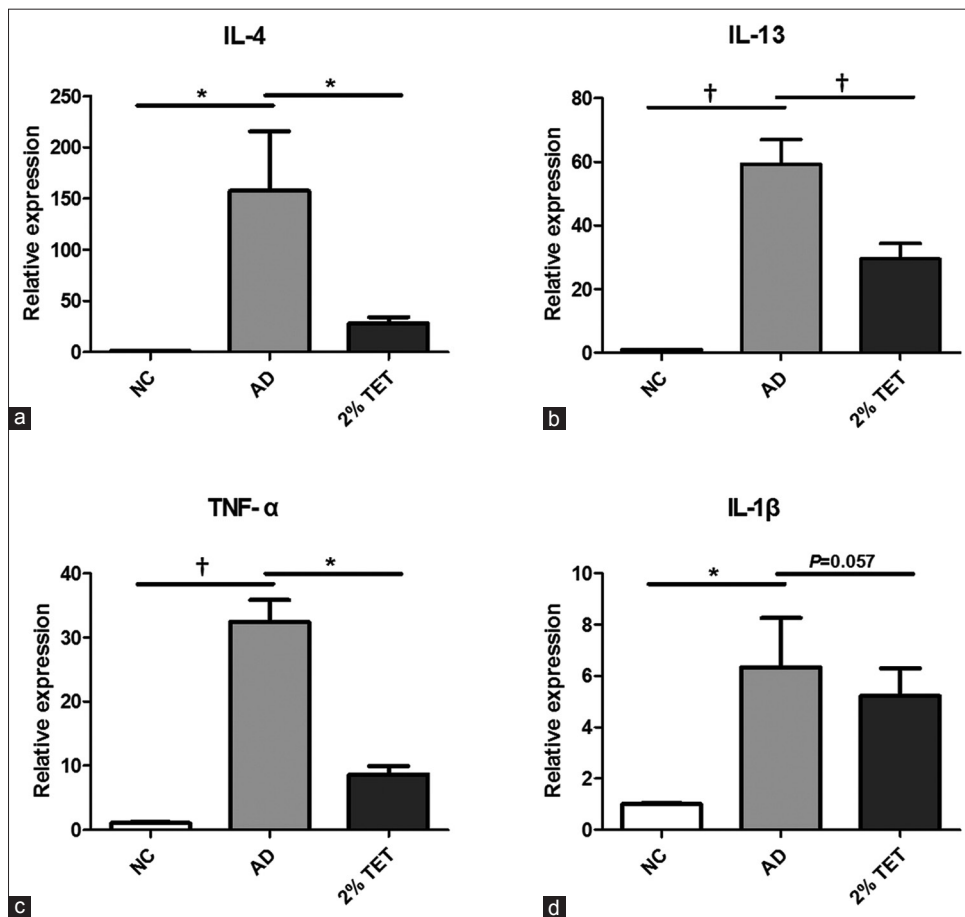 IL-4
* *
Relative expression
250
200
150
100
50
0
NC
AD
2% TET
a
IL-13
† †
Relative expression
80
60
40
20
0
NC
AD
2% TET
b
TNF- α
† *
Relative expression
40
30
20
10
0
NC
AD
2% TET
c
IL-1β
* P=0.057
Relative expression
10
8
6
4
2
0
NC
AD
2% TET
d